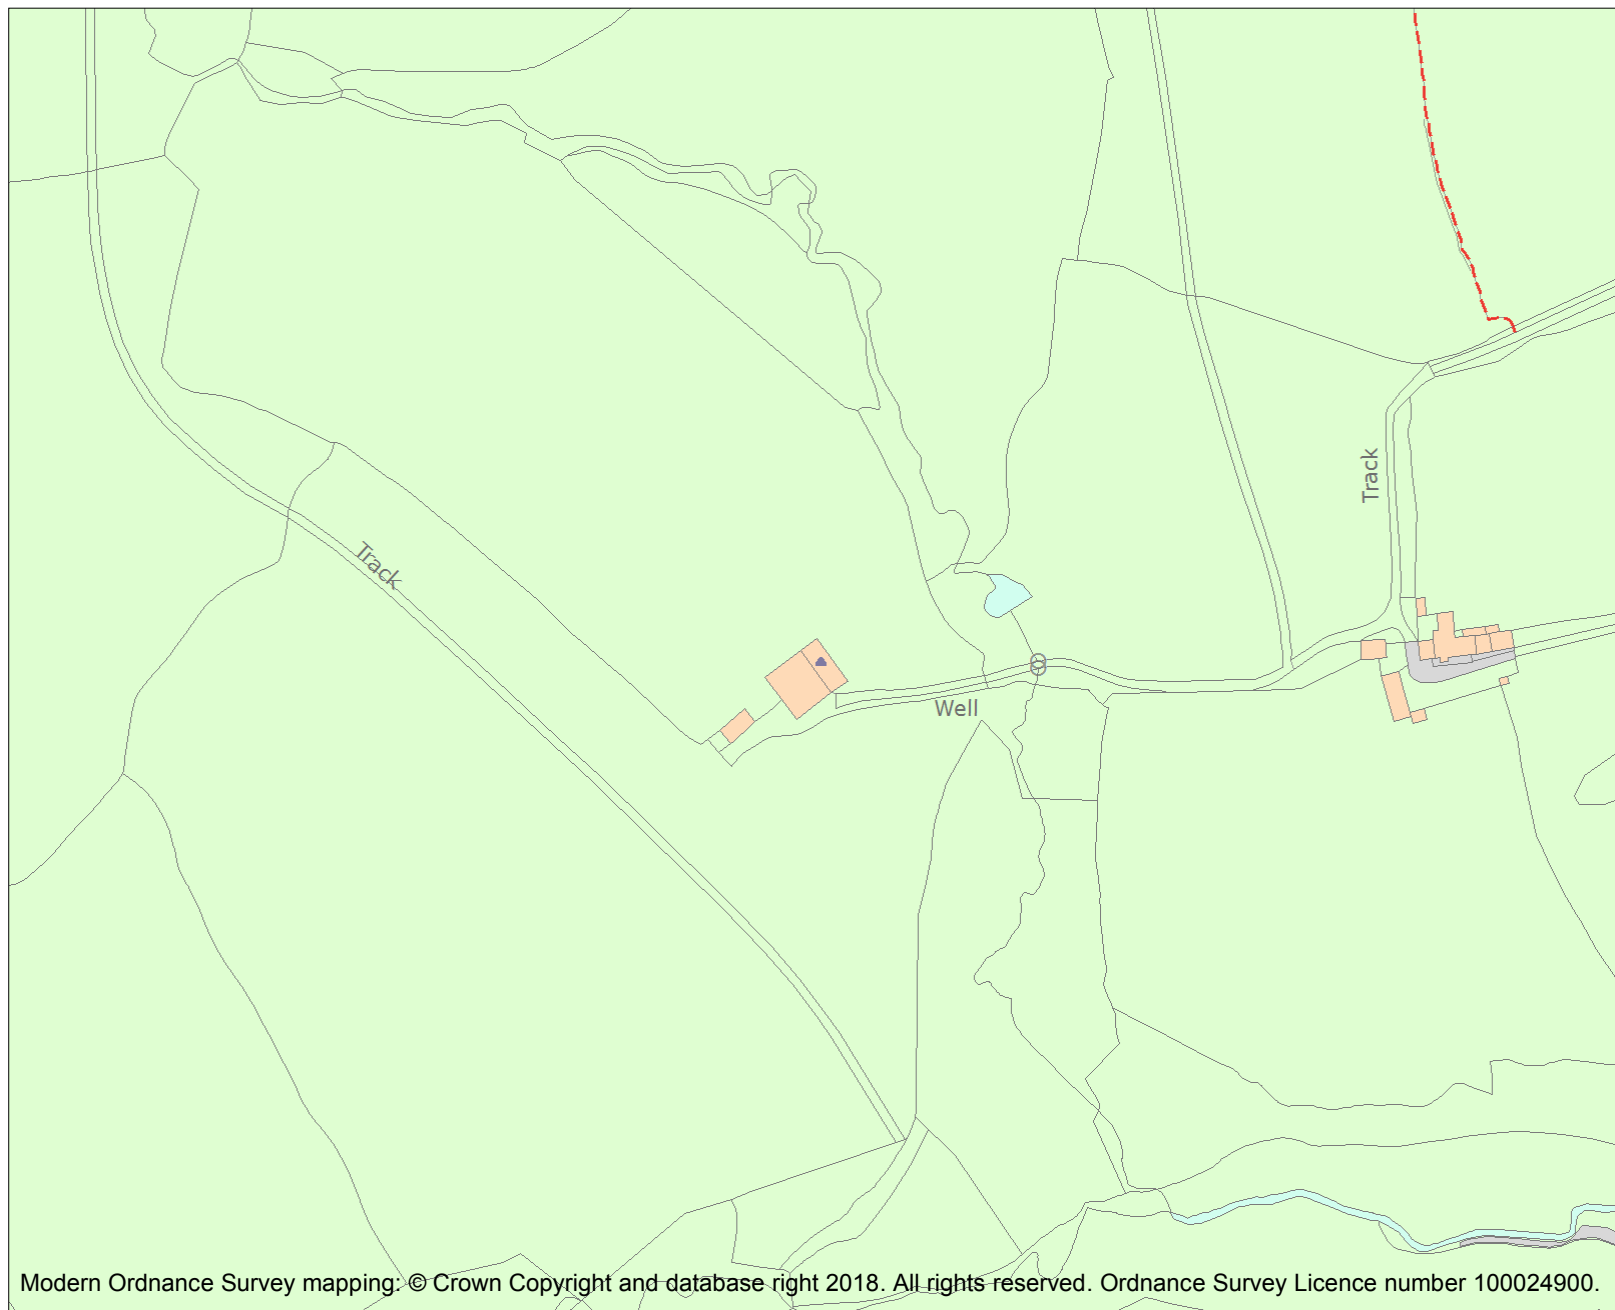 Track
Track
Well
Modern Ordnance Survey mapping: © Crown Copyright and database right 2018. All rights reserved. Ordnance Survey Licence number 100024900.